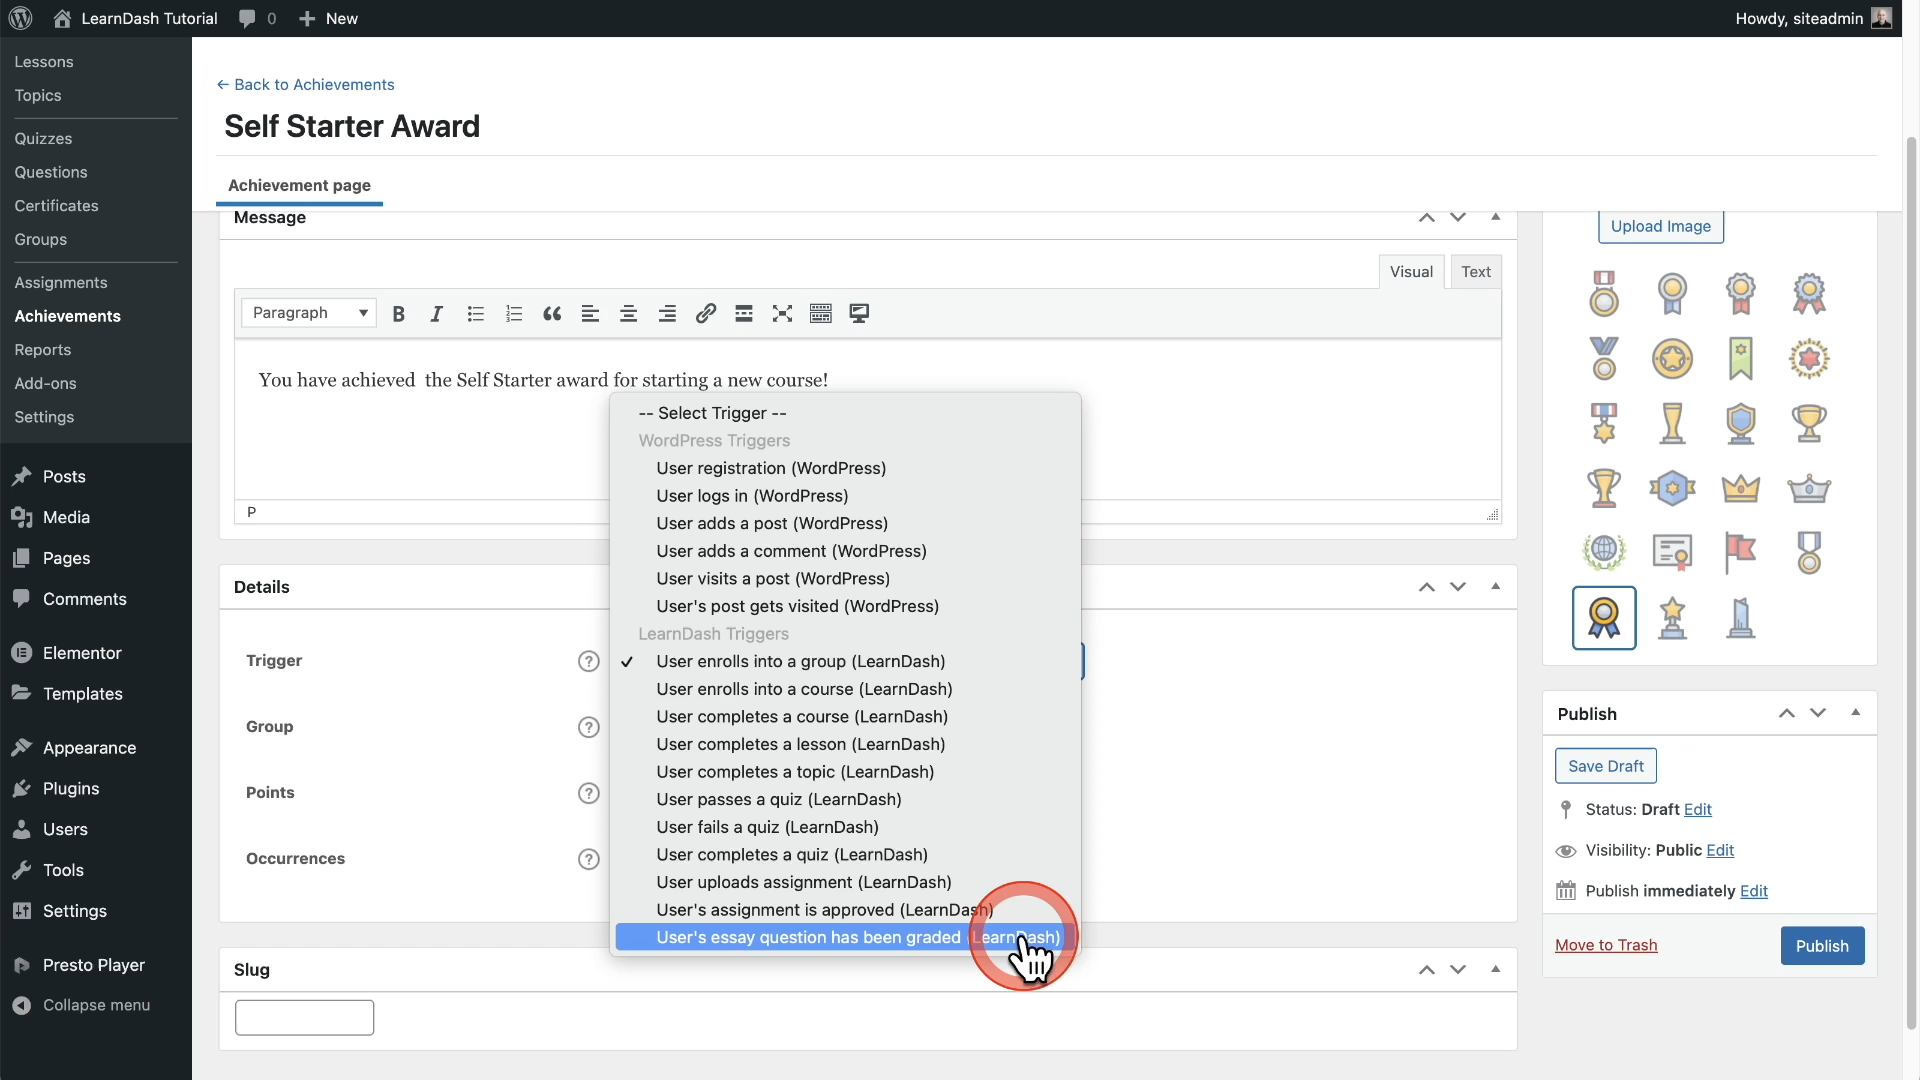 LearnDash Tutorial
0
New
Howdy, siteadmin
Lessons
Topics
Quizzes
Questions
Certificates
Groups
Assignments
Achievements
Reports
Add-ons
Settings
Posts
Media
Pages
Comments
Elementor
Templates
Appearance
Plugins
Users
Tools
Settings
Presto Player
Collapse menu
← Back to Achievements
Self Starter Award
Achievement page
Message
Visual
Text
Paragraph
You have achieved the Self Starter award for starting a new course!
P
Details
Trigger
Group
Points
Occurrences
-- Select Trigger --
WordPress Triggers
User registration (WordPress)
User logs in (WordPress)
User adds a post (WordPress)
User adds a comment (WordPress)
User visits a post (WordPress)
User's post gets visited (WordPress)
LearnDash Triggers
✓ User enrolls into a group (LearnDash)
User enrolls into a course (LearnDash)
User completes a course (LearnDash)
User completes a lesson (LearnDash)
User completes a topic (LearnDash)
User passes a quiz (LearnDash)
User fails a quiz (LearnDash)
User completes a quiz (LearnDash)
User uploads assignment (LearnDash)
User's assignment is approved (LearnDash)
User's essay question has been graded (LearnDash)
Slug
Upload Image
Publish
Save Draft
Status: Draft Edit
Visibility: Public Edit
Publish immediately Edit
Move to Trash
Publish